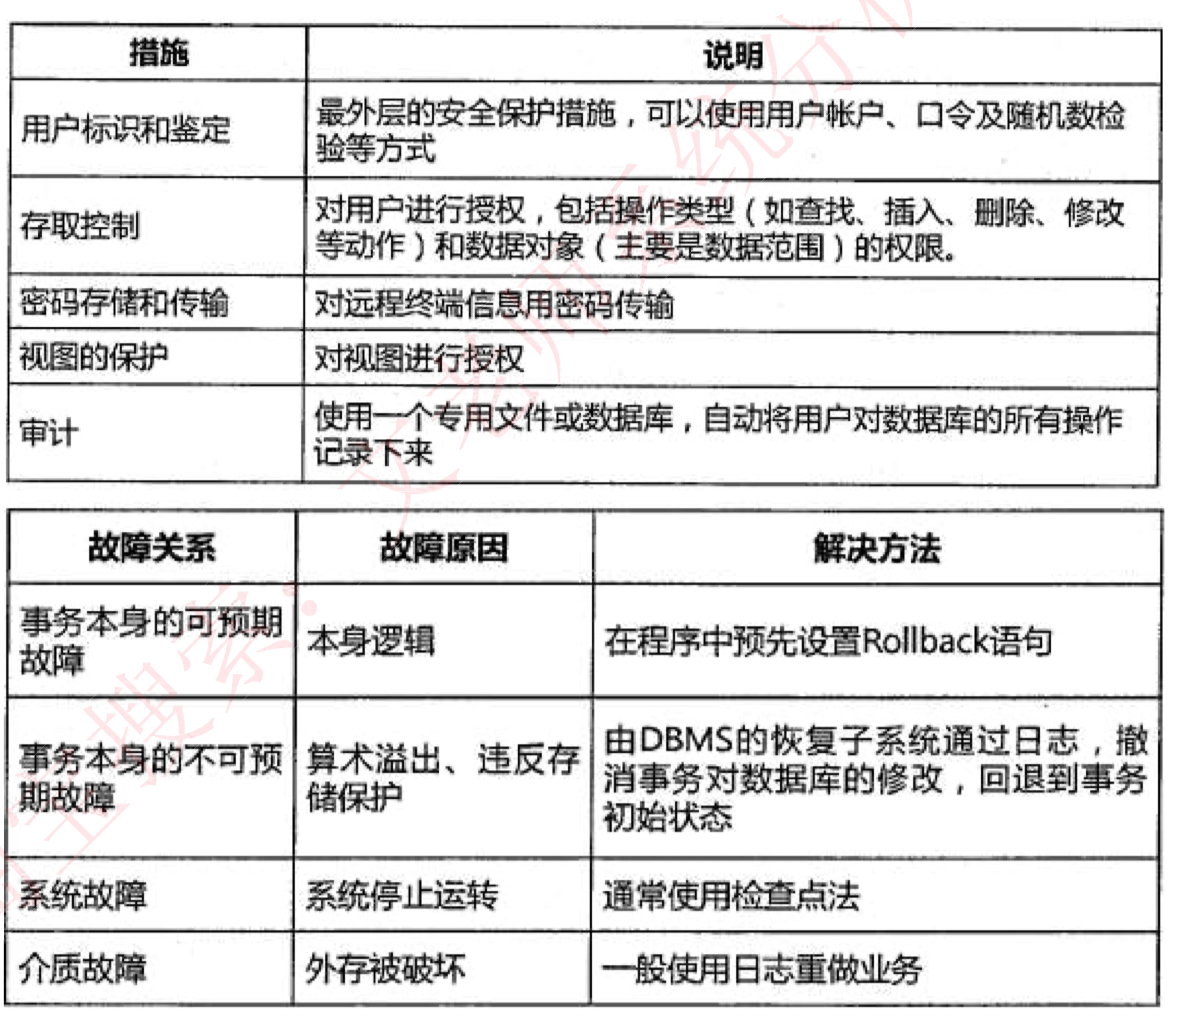 措施 说明
用户标识和鉴定 最外层的安全保护措施，可以使用用户帐户、口令及随机数检
验等方式
存取控制 对用户进行授权，包括操作类型（如查找、插入、删除、修改
等动作）和数据对象（主要是数据范围）的权限。
密码存储和传输 对远程终端信息用密码传输
视图的保护 对视图进行授权
审计 使用一个专用文件或数据库，自动将用户对数据库的所有操作
记录下来
故障关系 故障原因 解决方法
事务本身的可预期
故障 本身逻辑 在程序中预先设置Rollback语句
事务本身的不可预
期故障 算术溢出、违反存
储保护 由DBMS的恢复子系统通过日志，撤
消事务对数据库的修改，回退到事务
初始状态
系统故障 系统停止运转 通常使用检查点法
介质故障 外存被破坏 一般使用日志重做业务
宝搜索：文老师系统分